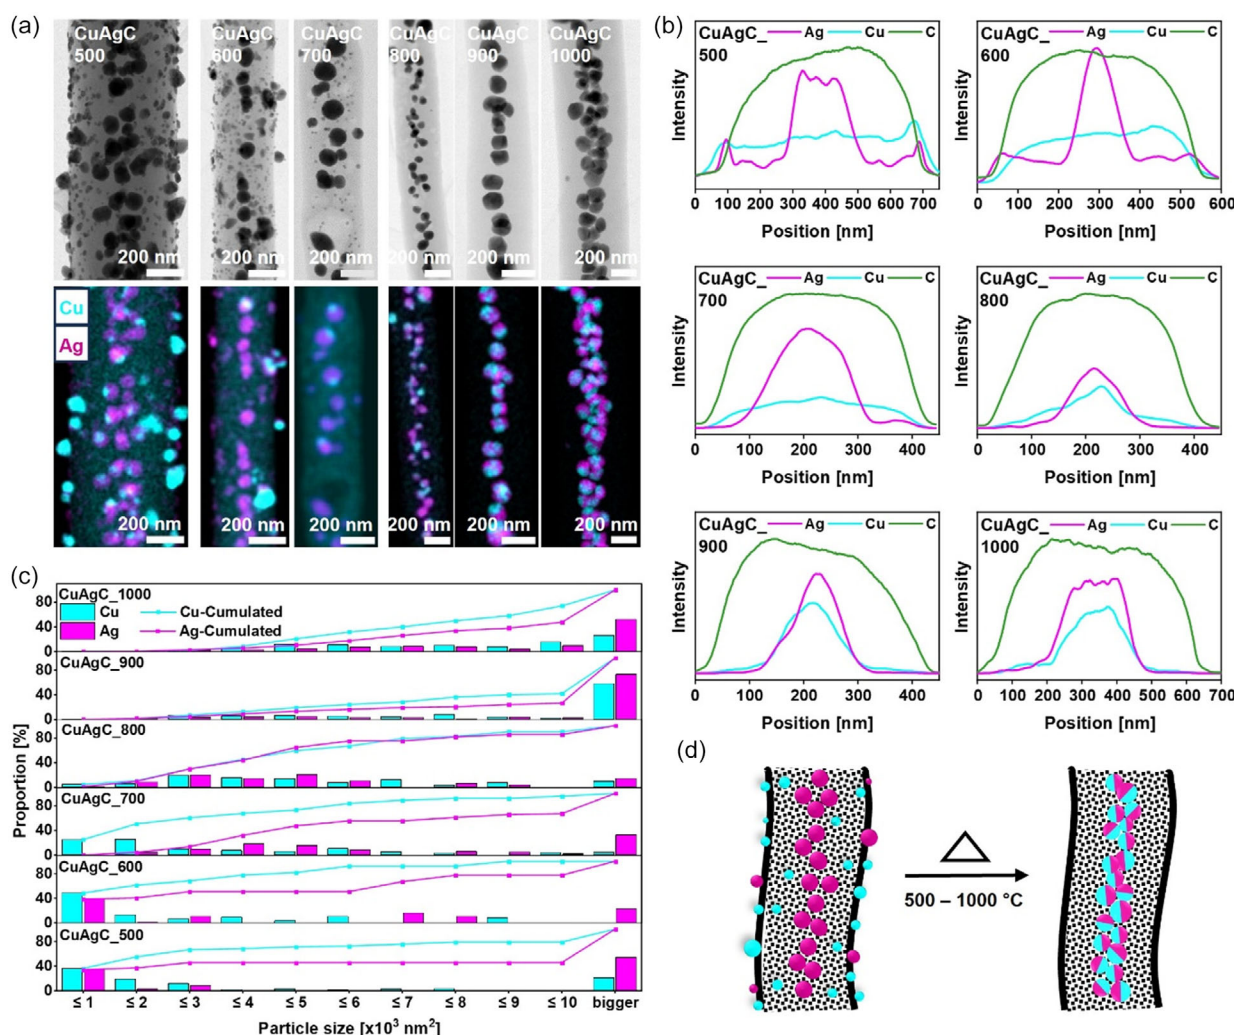 (a)
CuAgC
500
CuAgC
600
CuAgC
700
CuAgC
800
CuAgC
900
CuAgC
1000
200 nm
200 nm
200 nm
200 nm
200 nm
200 nm
Cu
Ag
200 nm
200 nm
200 nm
200 nm
200 nm
200 nm
(b)
CuAgC_
500
Ag Cu C
Intensity
0 100 200 300 400 500 600 700
Position [nm]
CuAgC_
600
Ag Cu C
Intensity
0 100 200 300 400 500 600
Position [nm]
CuAgC_
700
Ag Cu C
Intensity
0 100 200 300 400
Position [nm]
CuAgC_
800
Ag Cu C
Intensity
0 100 200 300 400
Position [nm]
CuAgC_
900
Ag Cu C
Intensity
0 100 200 300 400
Position [nm]
CuAgC_
1000
Ag Cu C
Intensity
0 100 200 300 400 500 600 700
Position [nm]
(c)
Proportion [%]
CuAgC_1000
Cu Cu-Cumulated
Ag Ag-Cumulated
80
40
0
CuAgC_900
80
40
0
CuAgC_800
80
40
0
CuAgC_700
80
40
0
CuAgC_600
80
40
0
CuAgC_500
80
40
0
≤ 1 ≤ 2 ≤ 3 ≤ 4 ≤ 5 ≤ 6 ≤ 7 ≤ 8 ≤ 9 ≤ 10 bigger
Particle size [x10³ nm²]
(d)
500 – 1000 °C